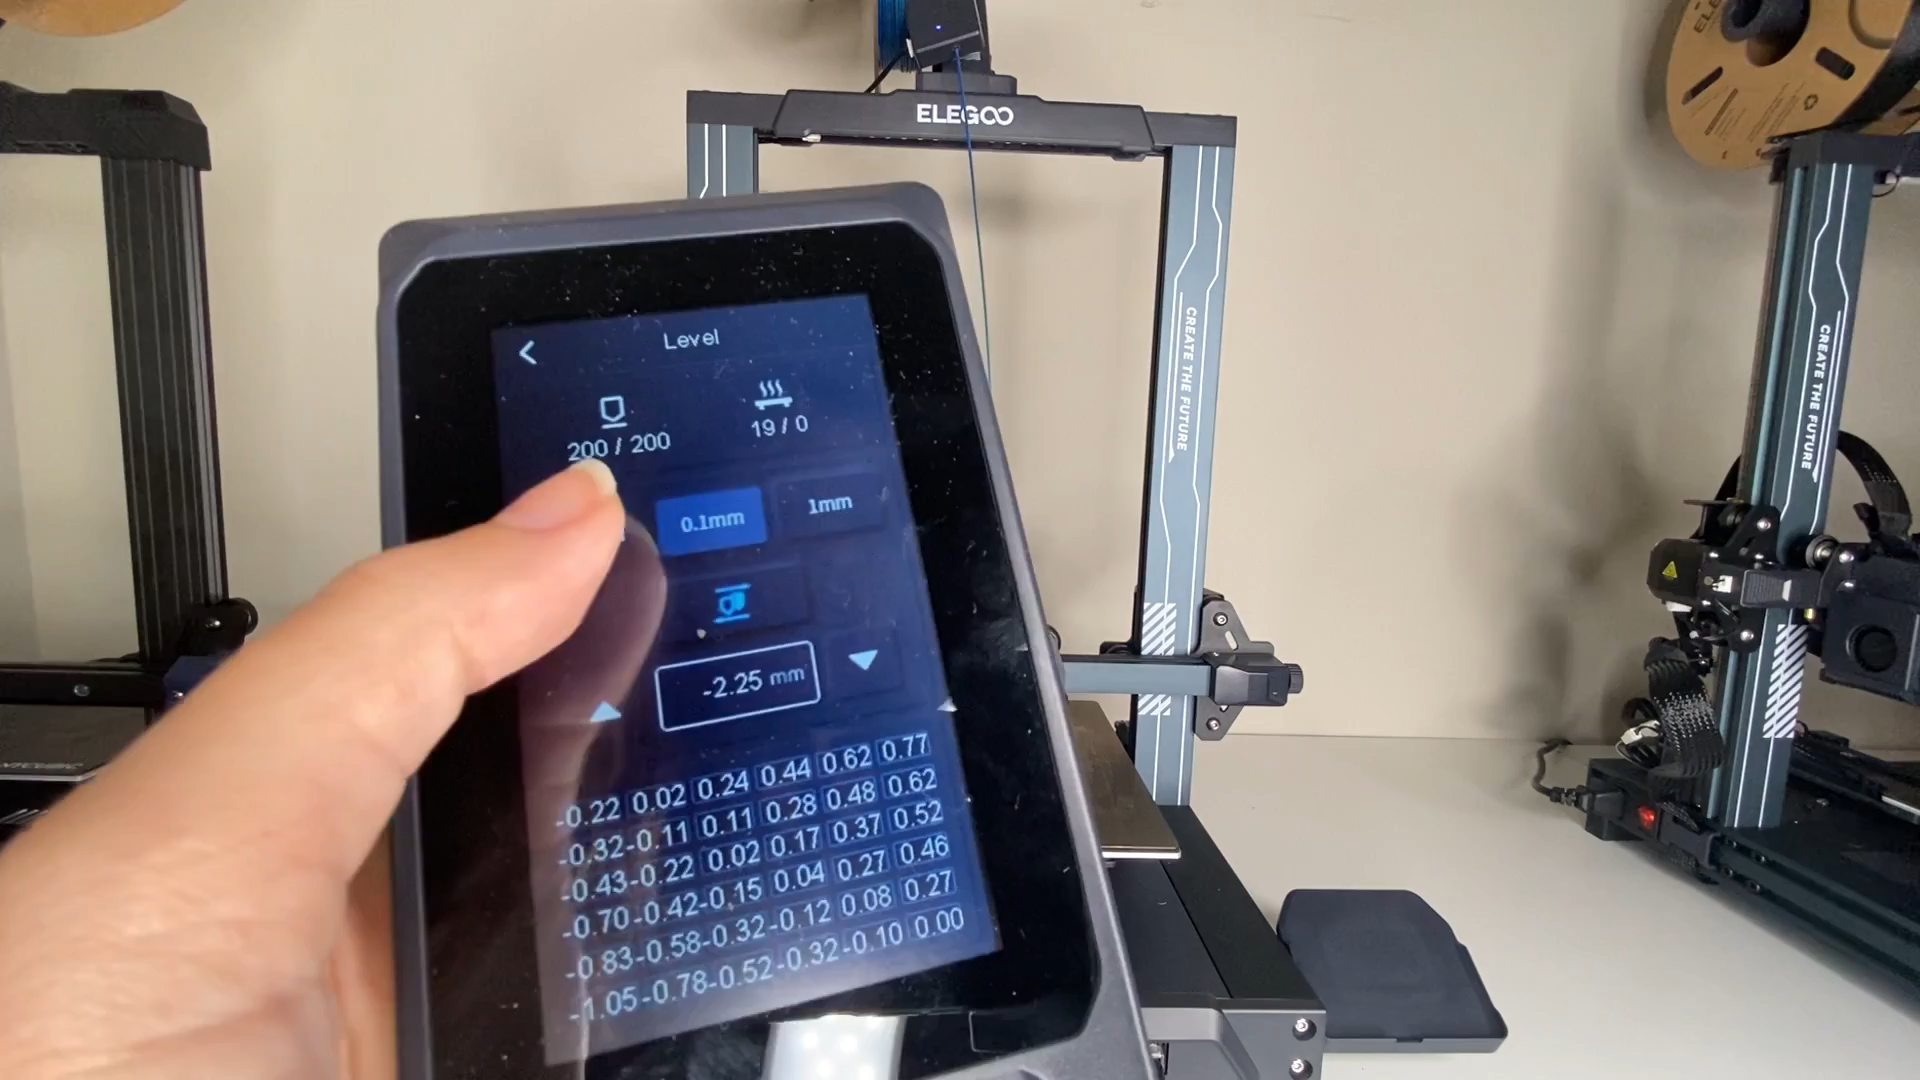 ELE
ELEGOO
CREATE THE FUTURE
CREATE THE FUTURE
Level
200 / 200
19 / 0
0.1mm
1mm
-2.25 mm
-0.22 0.02 0.24 0.44 0.62 0.77
-0.32 -0.11 0.11 0.28 0.48 0.62
-0.43 -0.22 0.02 0.17 0.37 0.52
-0.70 -0.42 -0.15 0.04 0.27 0.46
-0.83 -0.58 -0.32 -0.12 0.08 0.27
-1.05 -0.78 -0.52 -0.32 -0.10 0.00